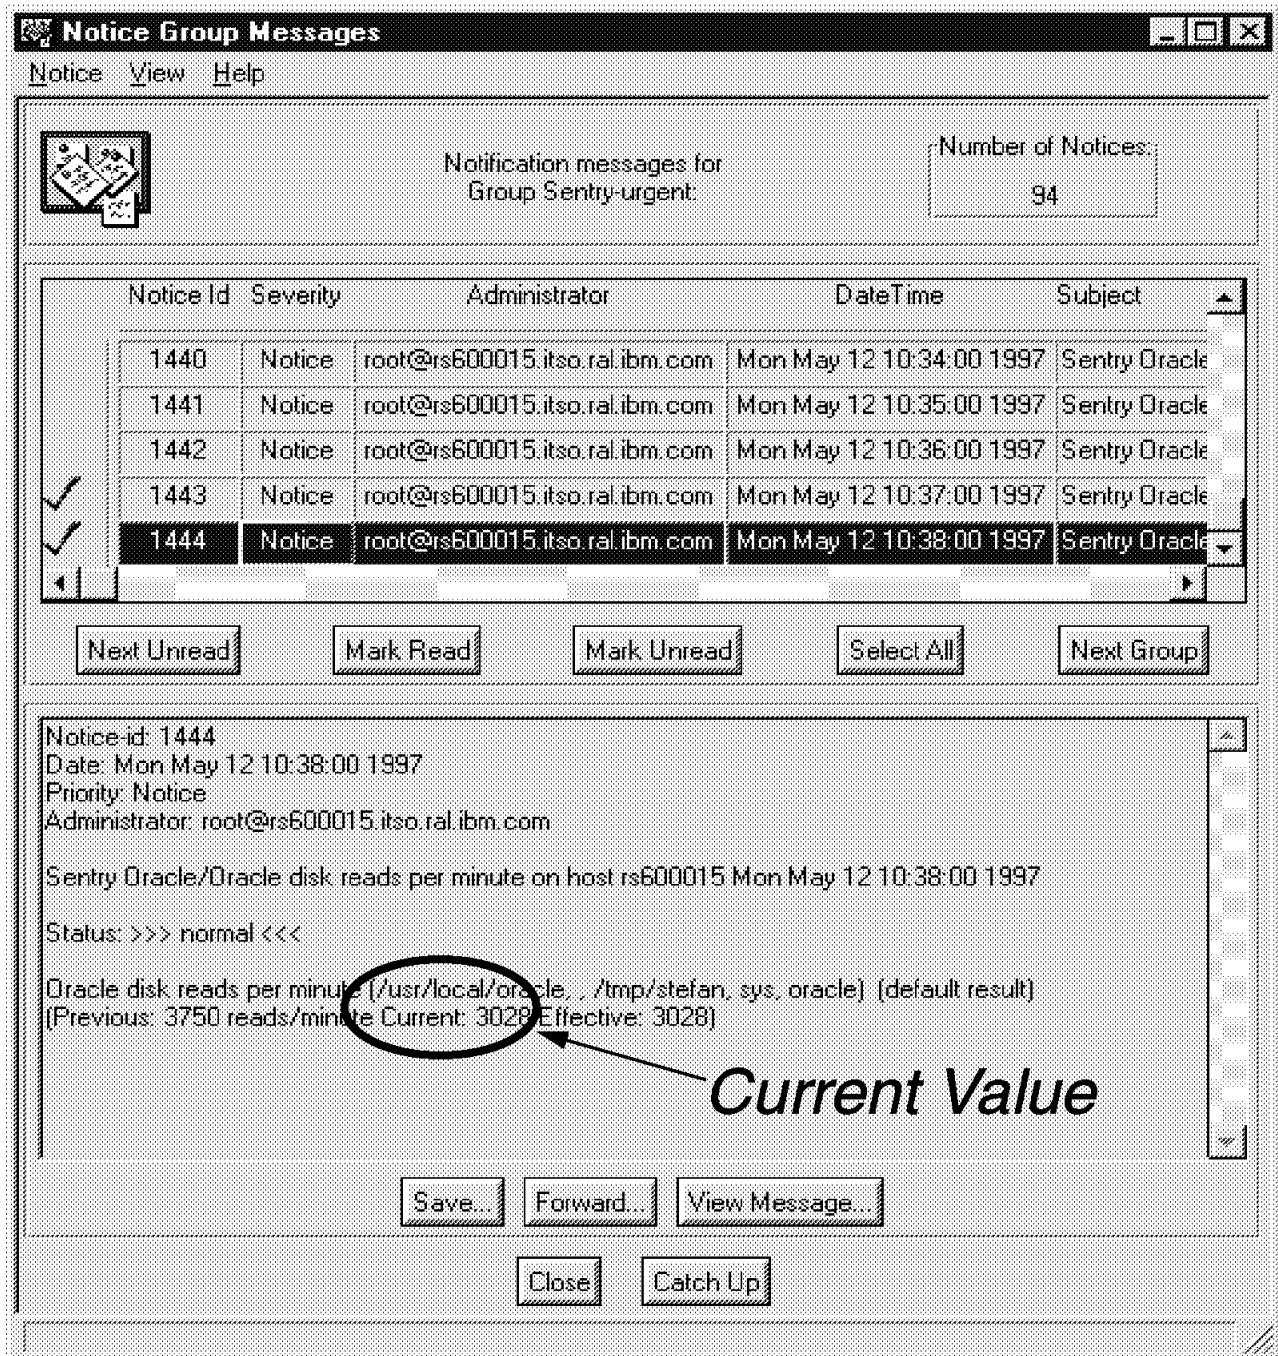 Notice Group Messages
Notice View Help
Notification messages for
Group Sentry-urgent:
Number of Notices:
94
Notice Id Severity Administrator DateTime Subject
1440 Notice root@rs600015.itso.ral.ibm.com Mon May 12 10:34:00 1997 Sentry Oracle
1441 Notice root@rs600015.itso.ral.ibm.com Mon May 12 10:35:00 1997 Sentry Oracle
1442 Notice root@rs600015.itso.ral.ibm.com Mon May 12 10:36:00 1997 Sentry Oracle
1443 Notice root@rs600015.itso.ral.ibm.com Mon May 12 10:37:00 1997 Sentry Oracle
1444 Notice root@rs600015.itso.ral.ibm.com Mon May 12 10:38:00 1997 Sentry Oracle
Next Unread Mark Read Mark Unread Select All Next Group
Notice-id: 1444
Date: Mon May 12 10:38:00 1997
Priority: Notice
Administrator: root@rs600015.itso.ral.ibm.com
Sentry Oracle/Oracle disk reads per minute on host rs600015 Mon May 12 10:38:00 1997
Status: >>> normal <<<
Oracle disk reads per minute (/usr/local/oracle, , /tmp/stefan, sys, oracle) (default result)
(Previous: 3750 reads/minute Current: 3028 Effective: 3028)
Current Value
Save... Forward... View Message...
Close Catch Up